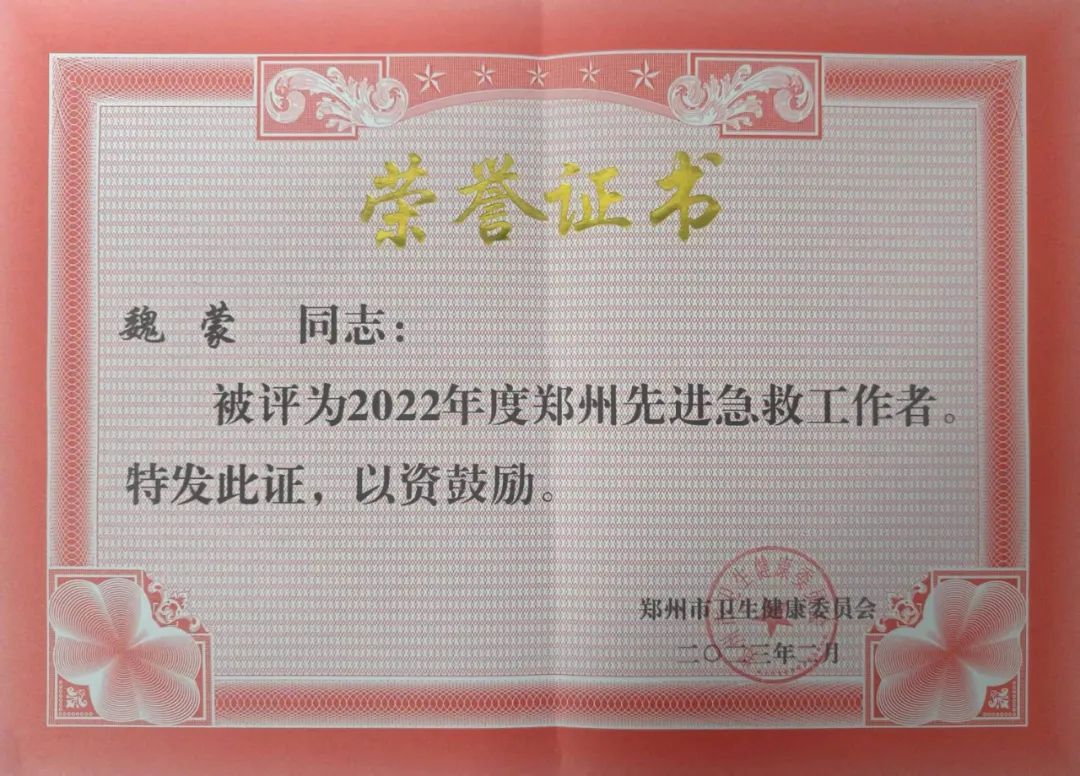 荣誉证书
魏 蒙 同志：
被评为2022年度郑州先进急救工作者。
特发此证，以资鼓励。
郑州市卫生健康委员会
二〇二三年二月